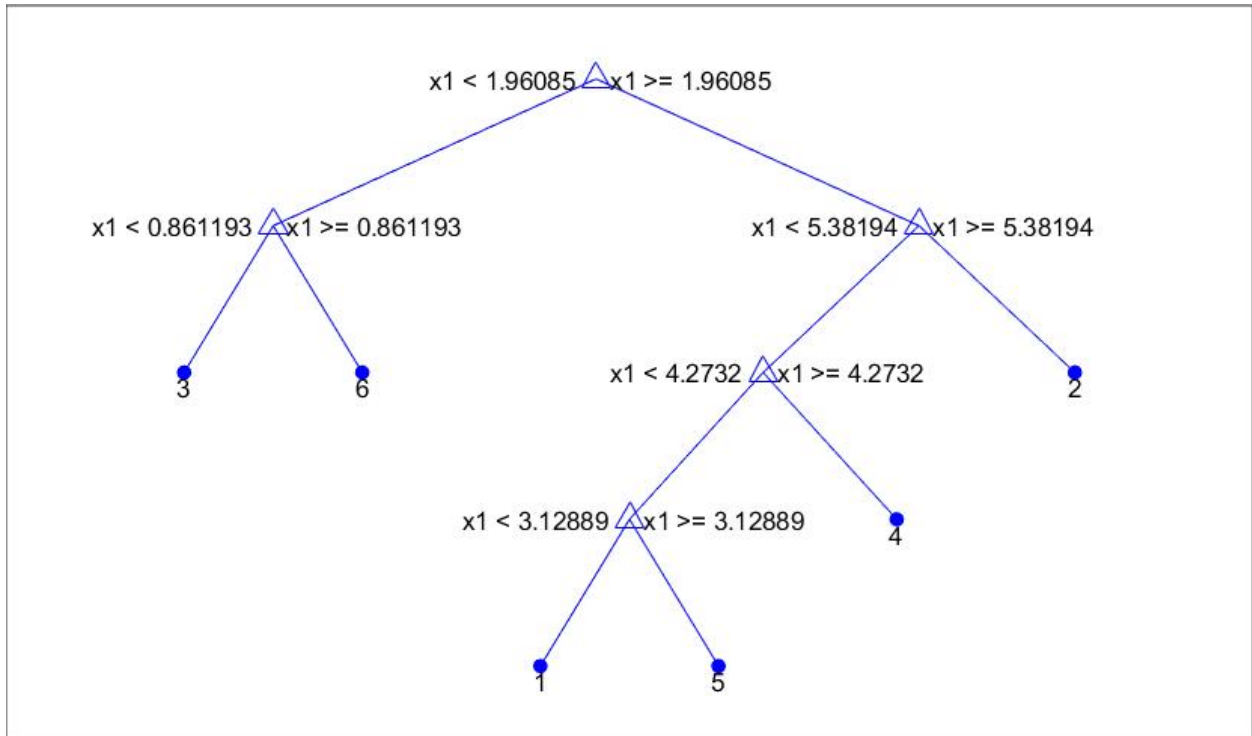 x1 < 1.96085 x1 >= 1.96085
x1 < 0.861193 x1 >= 0.861193
x1 < 5.38194 x1 >= 5.38194
3
6
x1 < 4.2732 x1 >= 4.2732
2
x1 < 3.12889 x1 >= 3.12889
4
1
5